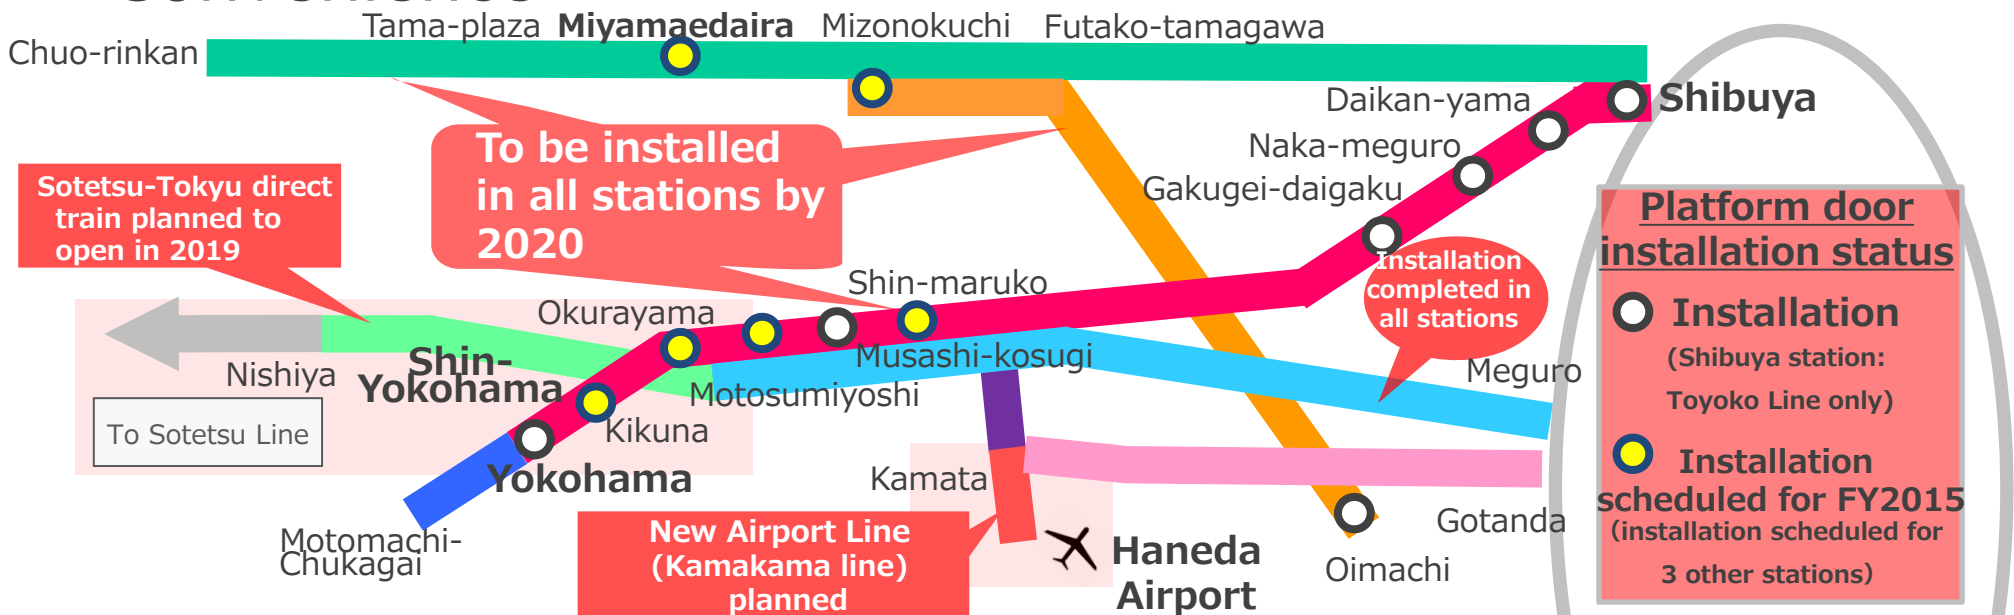 Tama-plaza
Miyamaedaira
Mizonokuchi
Futako-tamagawa
Chuo-rinkan
Daikan-yama
Shibuya
Naka-meguro
Gakugei-daigaku
To be installed
in all stations by
2020
Sotetsu-Tokyu direct
train planned to
open in 2019
Platform door
installation status
Installation
completed in
all stations
Shin-maruko
Okurayama
Installation
(Shibuya station:
Toyoko Line only)
Musashi-kosugi
Meguro
Nishiya
Shin-
Yokohama
Motosumiyoshi
To Sotetsu Line
Kikuna
Yokohama
Kamata
Installation
scheduled for FY2015
(installation scheduled for
3 other stations)
Motomachi-
Chukagai
New Airport Line
(Kamakama line)
planned
Haneda
Airport
Gotanda
Oimachi